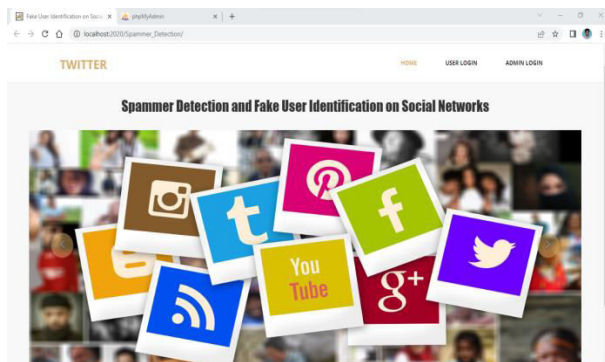 Fake User Identification on Socia
phpMyAdmin
localhost:2020/Spammer_Detection/
TWITTER
HOME
USER LOGIN
ADMIN LOGIN
Spammer Detection and Fake User Identification on Social Networks
You
Tube
g+